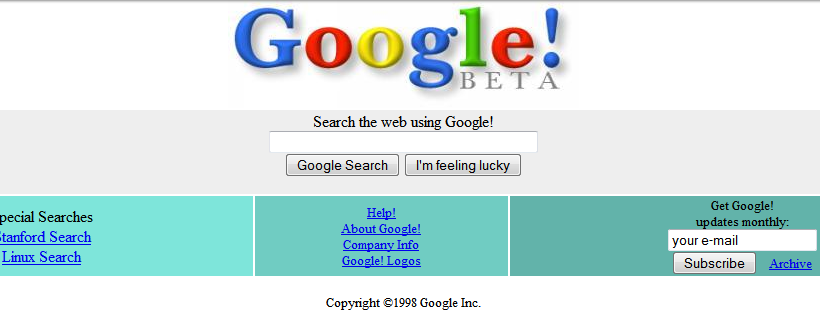 Google!
BETA
Search the web using Google!
Google Search I'm feeling lucky
pecial Searches
tanford Search
Linux Search
Help!
About Google!
Company Info
Google! Logos
Get Google!
updates monthly:
your e-mail
Subscribe Archive
Copyright ©1998 Google Inc.